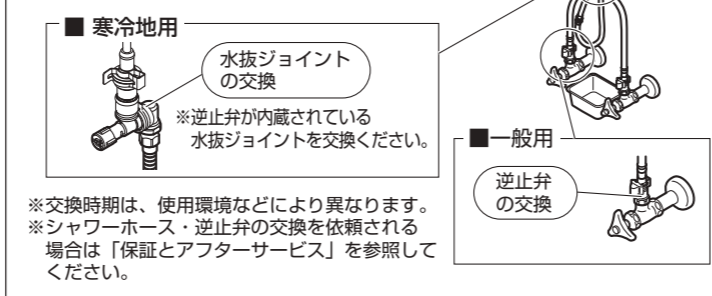 ■ 寒冷地用
水抜ジョイント
の交換
※逆止弁が内蔵されている
水抜ジョイントを交換ください。
■一般用
逆止弁
の交換
※交換時期は、使用環境などにより異なります。
※シャワーホース・逆止弁の交換を依頼される
場合は「保証とアフターサービス」を参照して
ください。